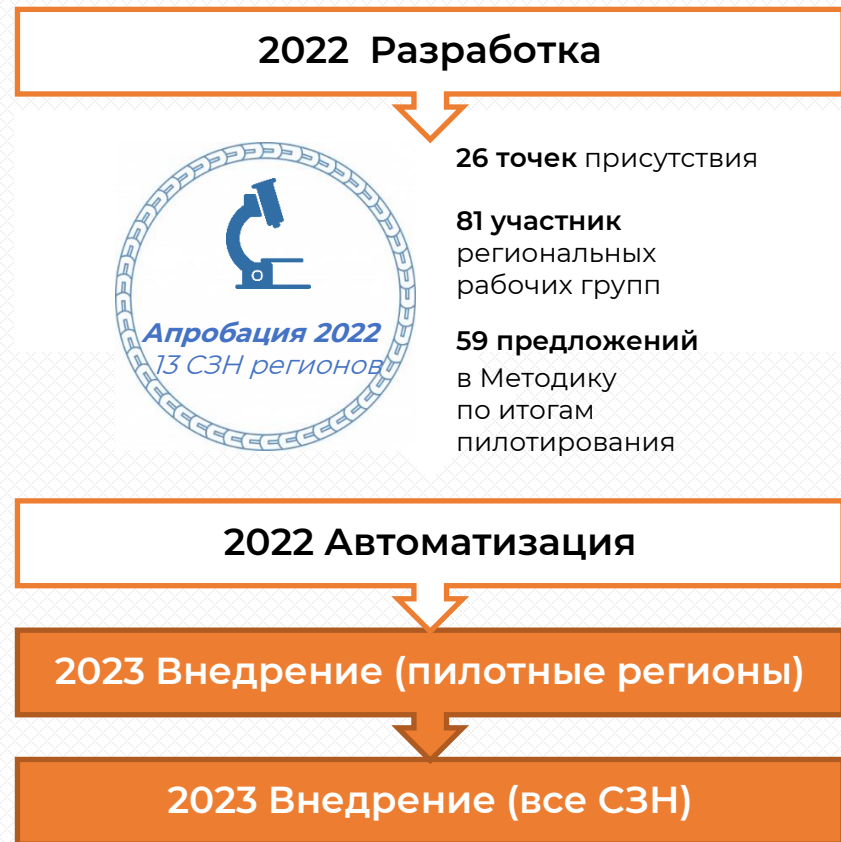 2022 Разработка
Апробация 2022
13 СЗН регионов
26 точек присутствия
81 участник
региональных
рабочих групп
59 предложений
в Методику
по итогам
пилотирования
2022 Автоматизация
2023 Внедрение (пилотные регионы)
2023 Внедрение (все СЗН)